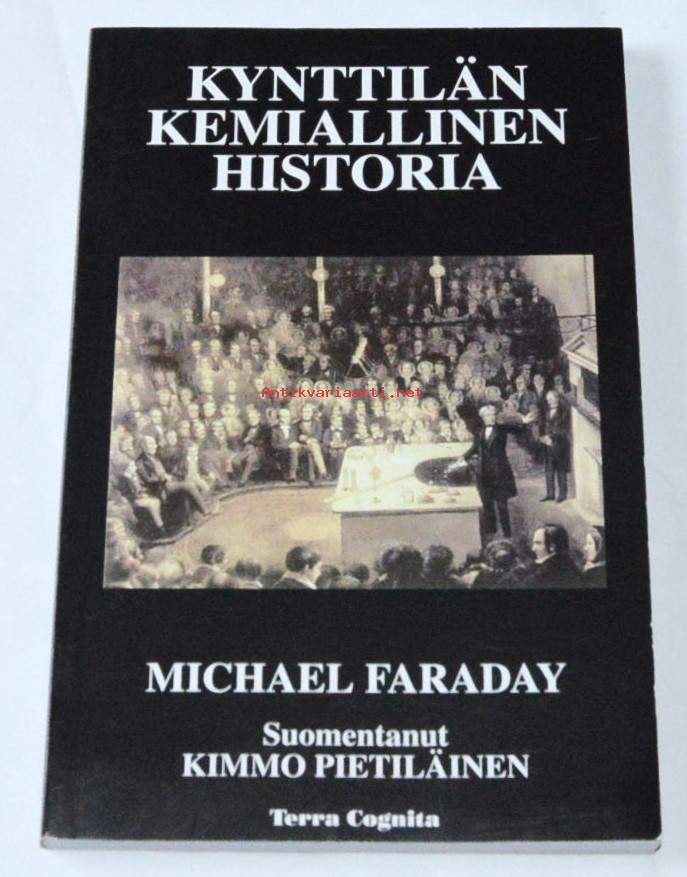 KYNTTILÄN
KEMIALLINEN
HISTORIA
Antikvariaatti.net
MICHAEL FARADAY
Suomentanut
KIMMO PIETILÄINEN
Terra Cognita